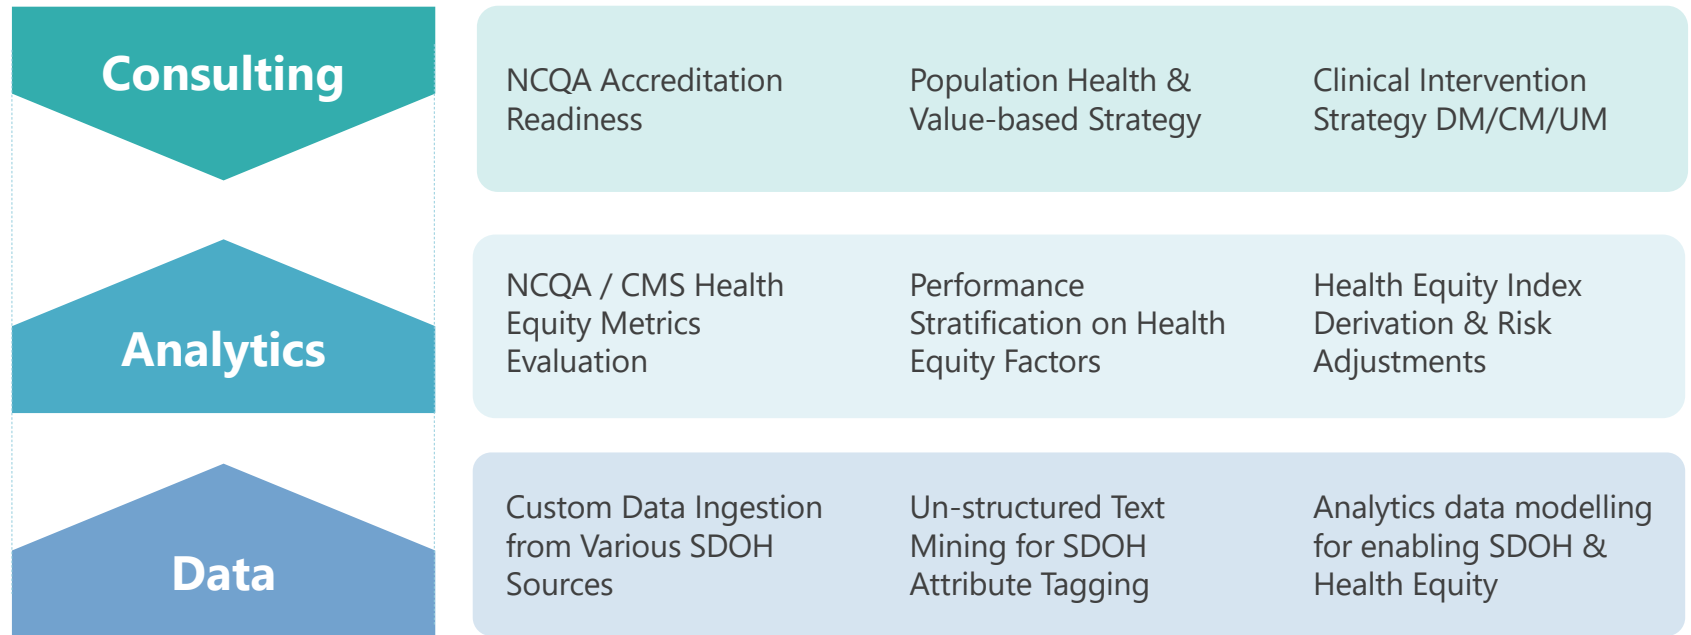 Consulting
NCQA Accreditation
Readiness
Population Health &
Value-based Strategy
Clinical Intervention
Strategy DM/CM/UM
Analytics
NCQA / CMS Health
Equity Metrics
Evaluation
Performance
Stratification on Health
Equity Factors
Health Equity Index
Derivation & Risk
Adjustments
Data
Custom Data Ingestion
from Various SDOH
Sources
Un-structured Text
Mining for SDOH
Attribute Tagging
Analytics data modelling
for enabling SDOH &
Health Equity